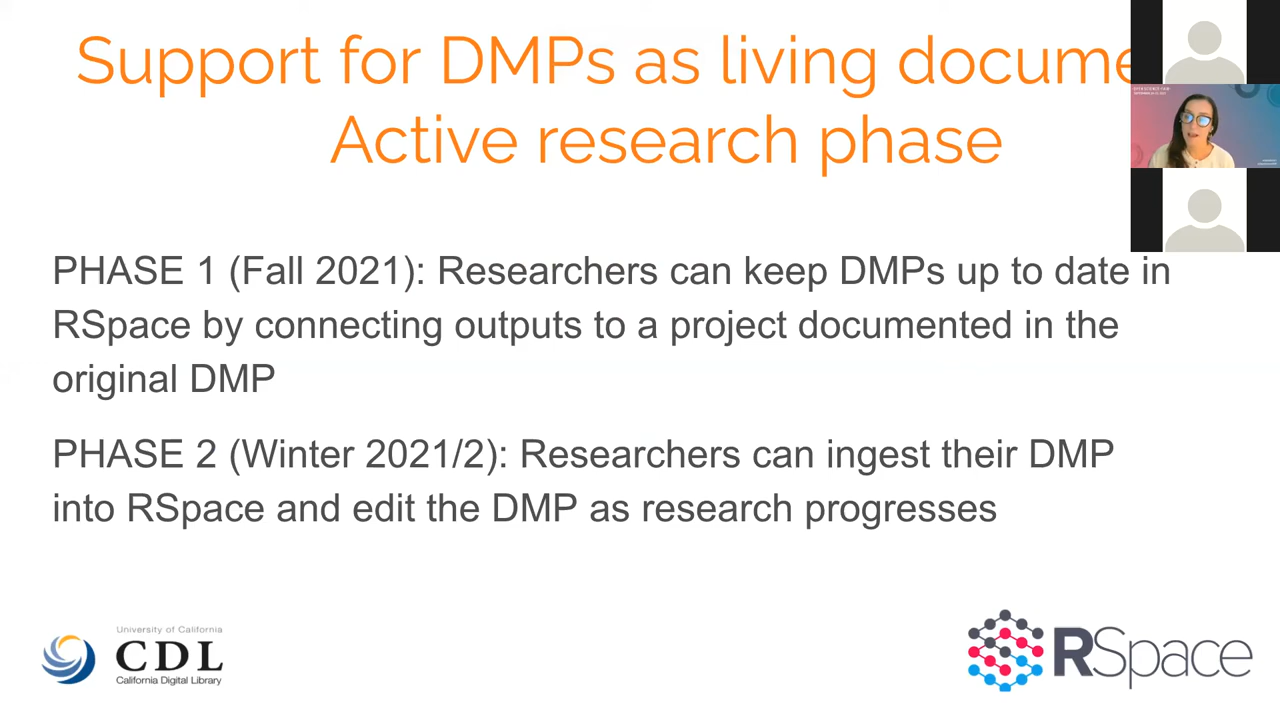 Support for DMPs as living docume
Active research phase
PHASE 1 (Fall 2021): Researchers can keep DMPs up to date in
RSpace by connecting outputs to a project documented in the
original DMP
PHASE 2 (Winter 2021/2): Researchers can ingest their DMP
into RSpace and edit the DMP as research progresses
University of California
CDL
California Digital Library
RSpace
OPEN SCIENCE FAIR